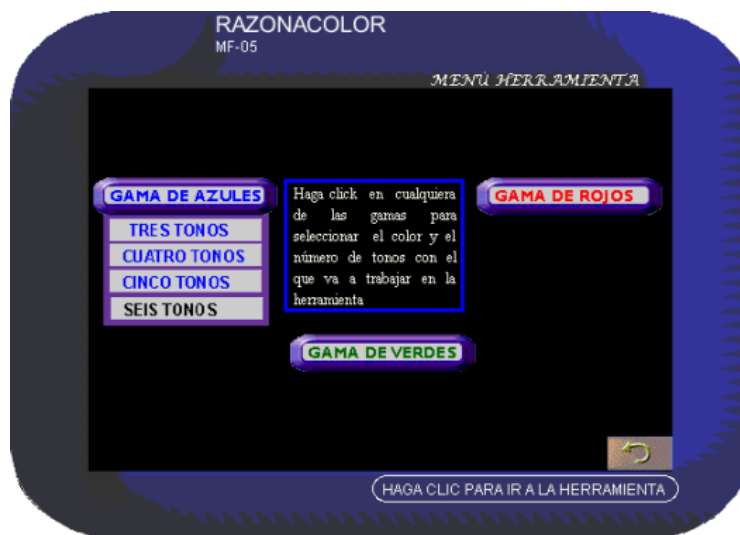 RAZONACOLOR
MF-05
MENÚ HERRAMIENTA
GAMA DE AZULES
TRES TONOS
CUATRO TONOS
CINCO TONOS
SEIS TONOS
Haga click en cualquiera
de las gamas para
seleccionar el color y el
número de tonos con el
que va a trabajar en la
herramienta
GAMA DE ROJOS
GAMA DE VERDES
HAGA CLIC PARA IR A LA HERRAMIENTA